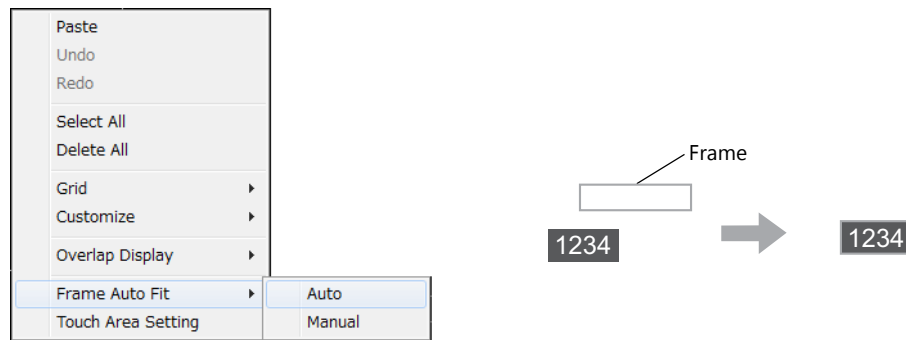 Paste
Undo
Redo
Select All
Delete All
Grid
Customize
Overlap Display
Frame Auto Fit
Touch Area Setting
Auto
Manual
Frame
1234
1234